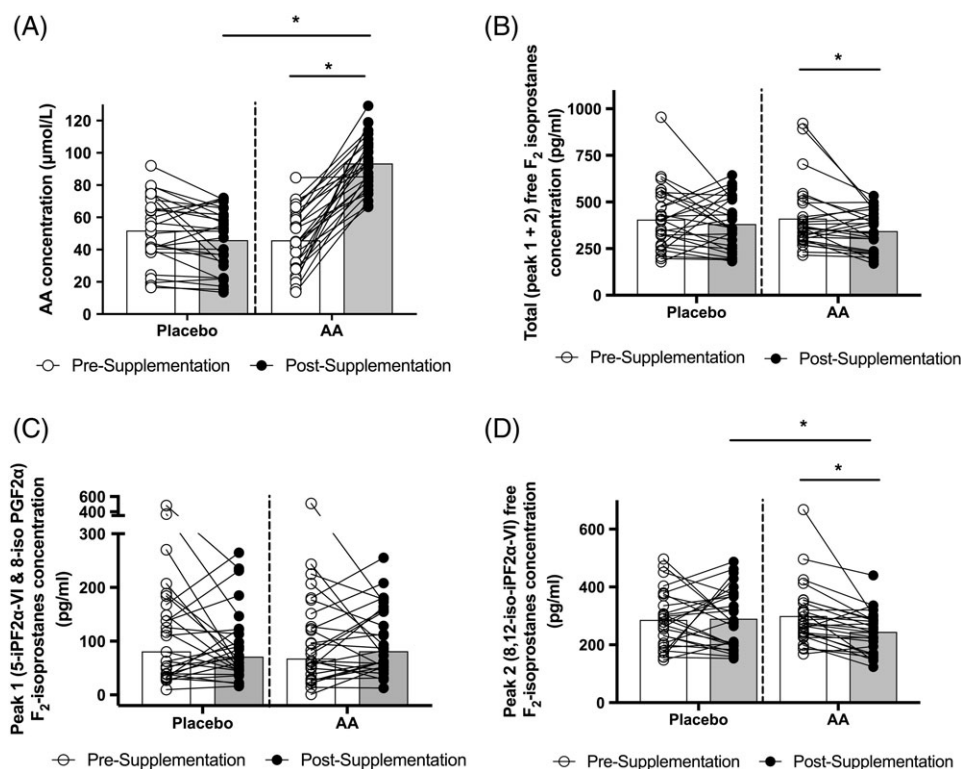 (A)
*
*
AA concentration (µmol/L)
140
120
100
80
60
40
20
0
Placebo
AA
Pre-Supplementation
Post-Supplementation
(B)
*
Total (peak 1 + 2) free F₂ isoprostanes
concentration (pg/ml)
1000
750
500
250
0
Placebo
AA
Pre-Supplementation
Post-Supplementation
(C)
Peak 1 (5-iPF2α-VI & 8-iso PGF2α)
F₂-isoprostanes concentration
(pg/ml)
600
400
300
200
100
0
Placebo
AA
Pre-Supplementation
Post-Supplementation
(D)
*
*
Peak 2 (8,12-iso-iPF2α-VI) free
F₂-isoprostanes concentration
(pg/ml)
600
400
200
0
Placebo
AA
Pre-Supplementation
Post-Supplementation